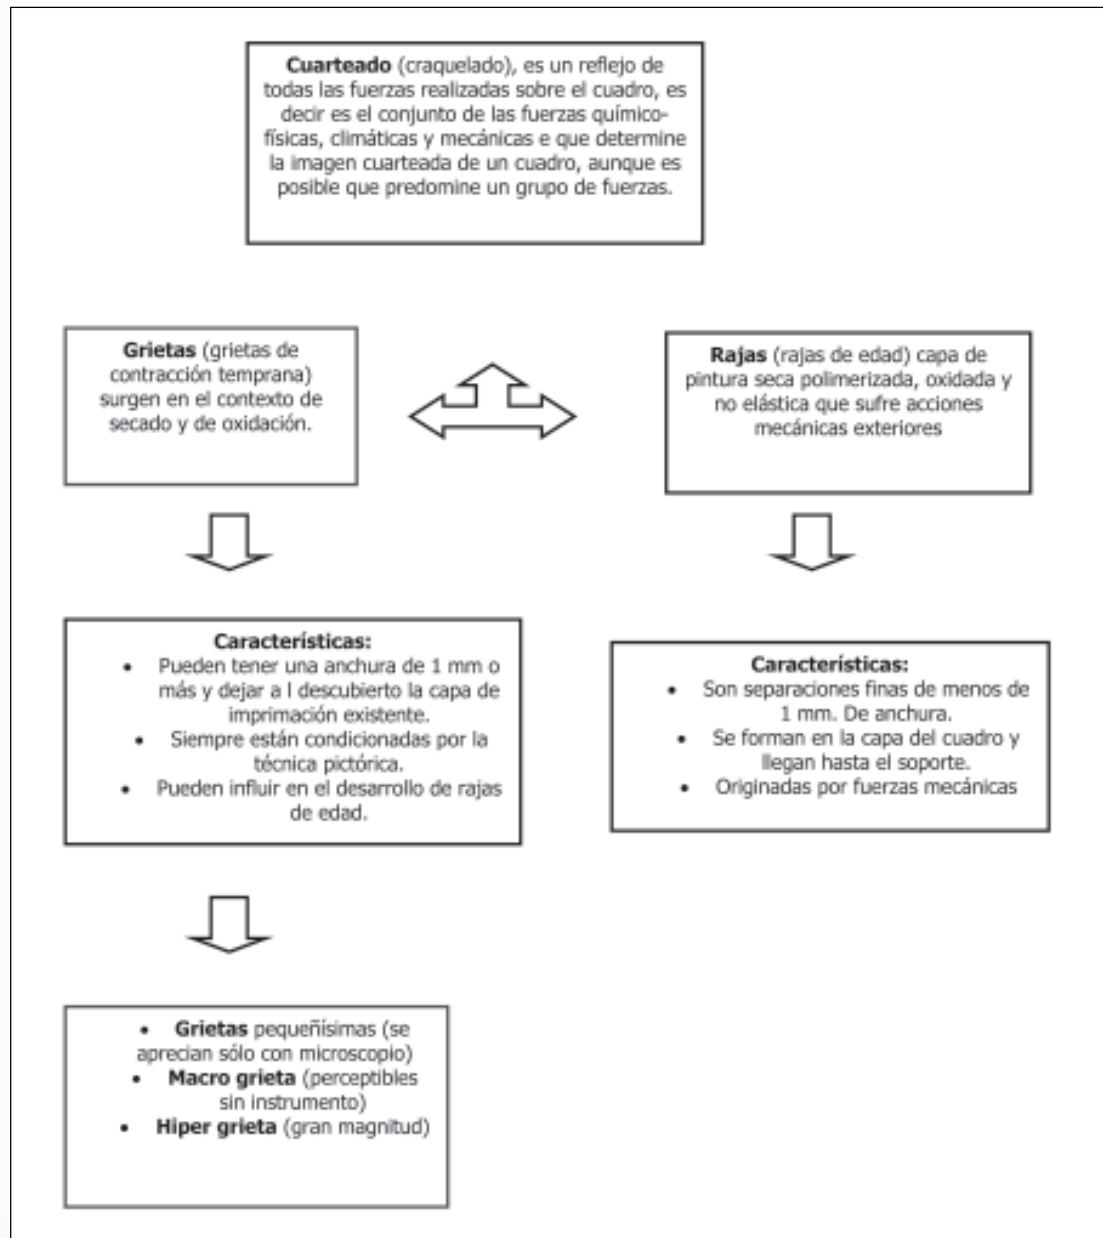 Cuarteado (craquelado), es un reflejo de
todas las fuerzas realizadas sobre el cuadro, es
decir es el conjunto de las fuerzas químico-
físicas, climáticas y mecánicas e que determine
la imagen cuarteada de un cuadro, aunque es
posible que predomine un grupo de fuerzas.
Grietas (grietas de
contracción temprana)
surgen en el contexto de
secado y de oxidación.
Rajas (rajas de edad) capa de
pintura seca polimerizada, oxidada y
no elástica que sufre acciones
mecánicas exteriores
Características:
• Pueden tener una anchura de 1 mm o
más y dejar a l descubierto la capa de
imprimación existente.
• Siempre están condicionadas por la
técnica pictórica.
• Pueden influir en el desarrollo de rajas
de edad.
Características:
• Son separaciones finas de menos de
1 mm. De anchura.
• Se forman en la capa del cuadro y
llegan hasta el soporte.
• Originadas por fuerzas mecánicas
• Grietas pequeñísimas (se
aprecian sólo con microscopio)
• Macro grieta (perceptibles
sin instrumento)
• Hiper grieta (gran magnitud)